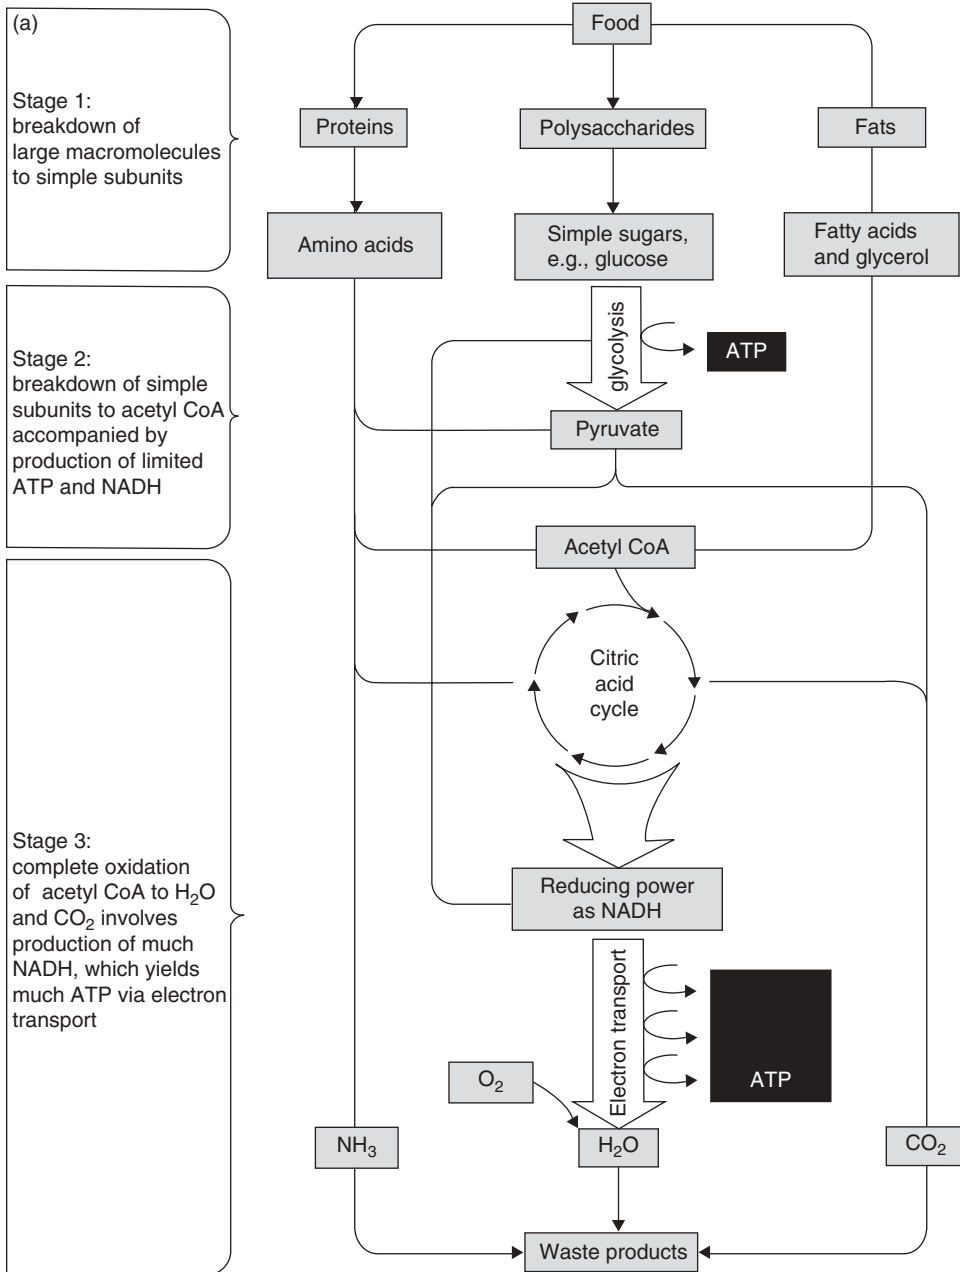 (a)
Stage 1:
breakdown of
large macromolecules
to simple subunits
Stage 2:
breakdown of simple
subunits to acetyl CoA
accompanied by
production of limited
ATP and NADH
Stage 3:
complete oxidation
of acetyl CoA to H₂O
and CO₂ involves
production of much
NADH, which yields
much ATP via electron
transport
Food
Proteins
Polysaccharides
Fats
Amino acids
Simple sugars,
e.g., glucose
Fatty acids
and glycerol
glycolysis
ATP
Pyruvate
Acetyl CoA
Citric
acid
cycle
Reducing power
as NADH
Electron transport
ATP
O₂
NH₃
H₂O
CO₂
Waste products